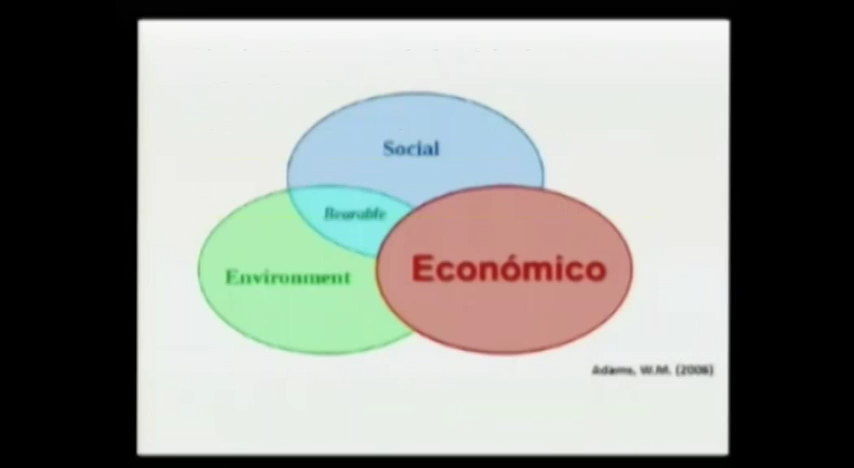 Social
Bearable
Environment
Económico
Adams, W.M. (2006)